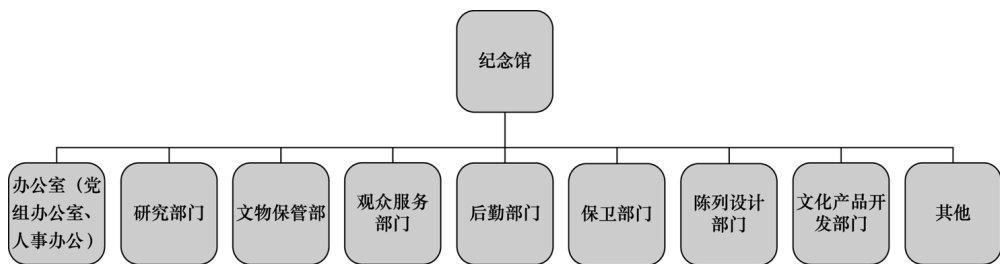 纪念馆
办公室（党
组办公室、
人事办公）
研究部门
文物保管部
观众服务
部门
后勤部门
保卫部门
陈列设计
部门
文化产品开
发部门
其他